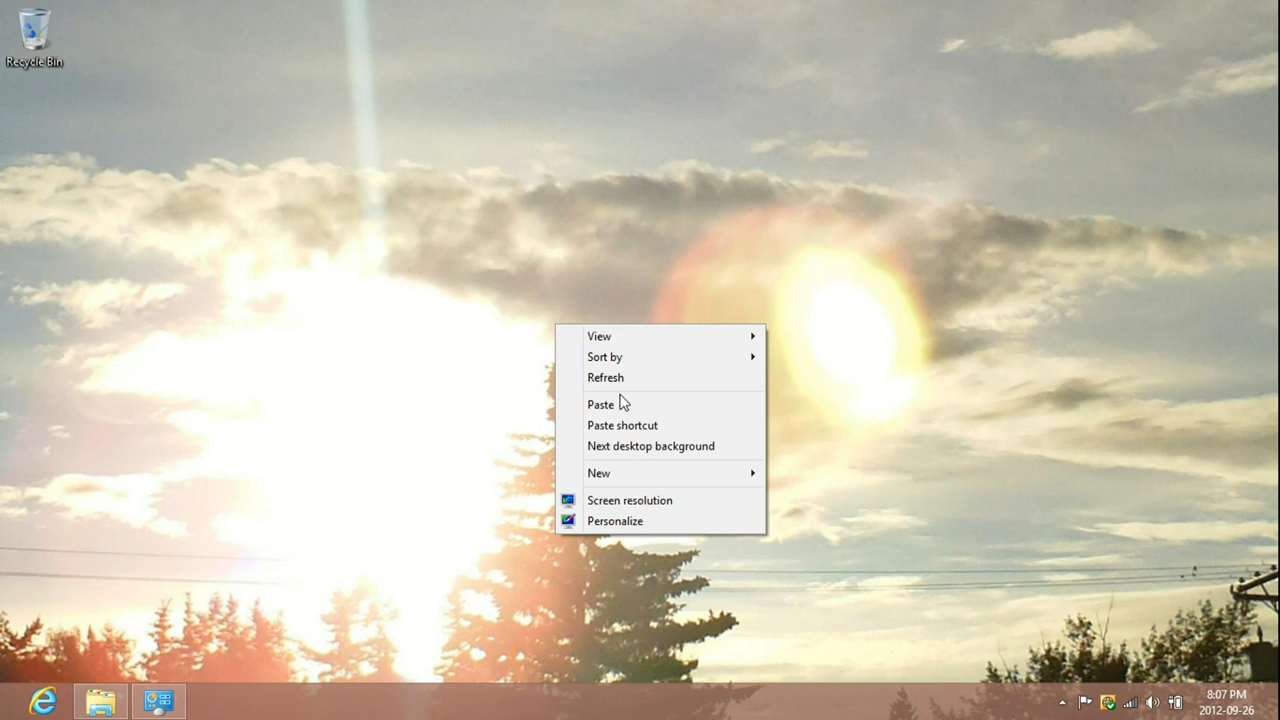 Recycle Bin
View
Sort by
Refresh
Paste
Paste shortcut
Next desktop background
New
Screen resolution
Personalize
8:07 PM
2012-09-26